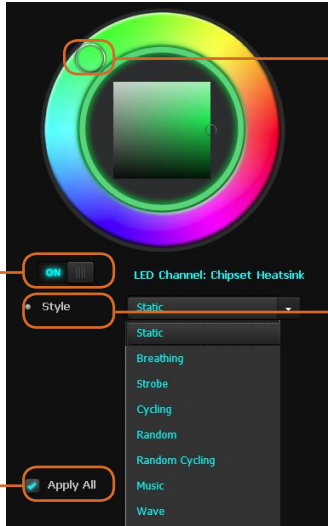 ON
LED Channel: Chipset Heatsink
Style
Static
Static
Breathing
Strobe
Cycling
Random
Random Cycling
Apply All
Music
Wave